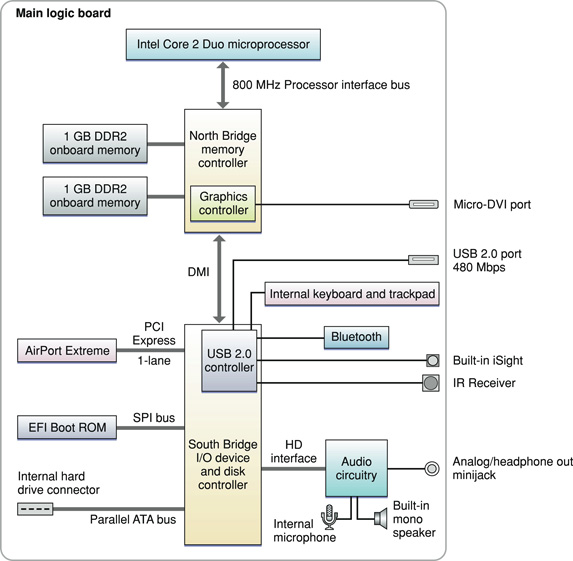 Main logic board
Intel Core 2 Duo microprocessor
800 MHz Processor interface bus
1 GB DDR2
onboard memory
North Bridge
memory
controller
1 GB DDR2
onboard memory
Graphics
controller
Micro-DVI port
DMI
USB 2.0 port
480 Mbps
Internal keyboard and trackpad
PCI
Express
1-lane
AirPort Extreme
USB 2.0
controller
Bluetooth
Built-in iSight
IR Receiver
SPI bus
EFI Boot ROM
South Bridge
I/O device
and disk
controller
HD
interface
Audio
circuitry
Analog/headphone out
minijack
Internal hard
drive connector
Parallel ATA bus
Internal
microphone
Built-in
mono
speaker